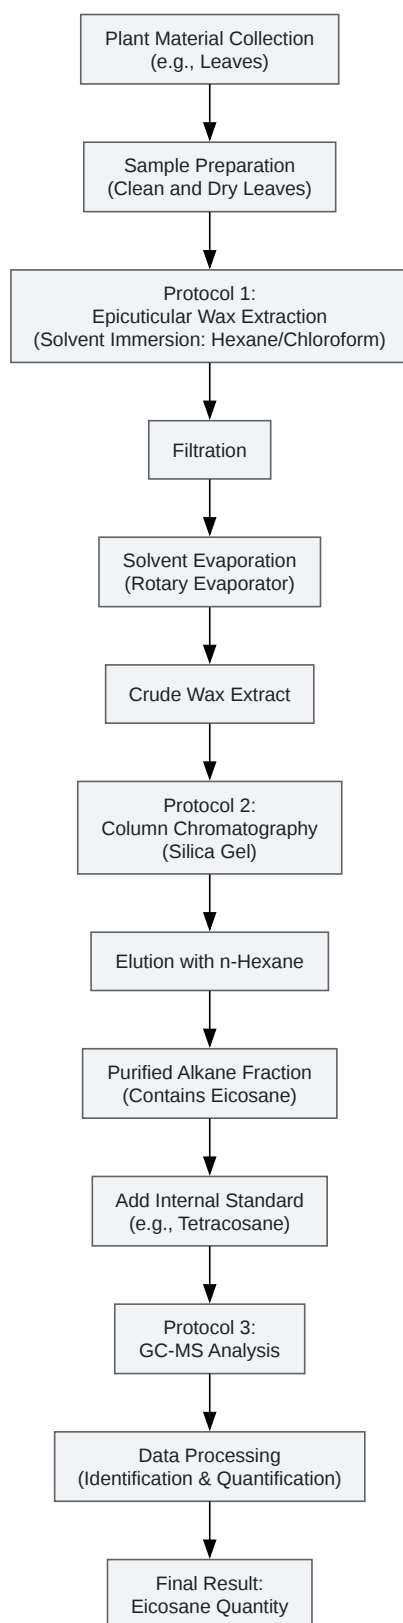 Plant Material Collection
(e.g., Leaves)
Sample Preparation
(Clean and Dry Leaves)
Protocol 1:
Epicuticular Wax Extraction
(Solvent Immersion: Hexane/Chloroform)
Filtration
Solvent Evaporation
(Rotary Evaporator)
Crude Wax Extract
Protocol 2:
Column Chromatography
(Silica Gel)
Elution with n-Hexane
Purified Alkane Fraction
(Contains Eicosane)
Add Internal Standard
(e.g., Tetracosane)
Protocol 3:
GC-MS Analysis
Data Processing
(Identification & Quantification)
Final Result:
Eicosane Quantity